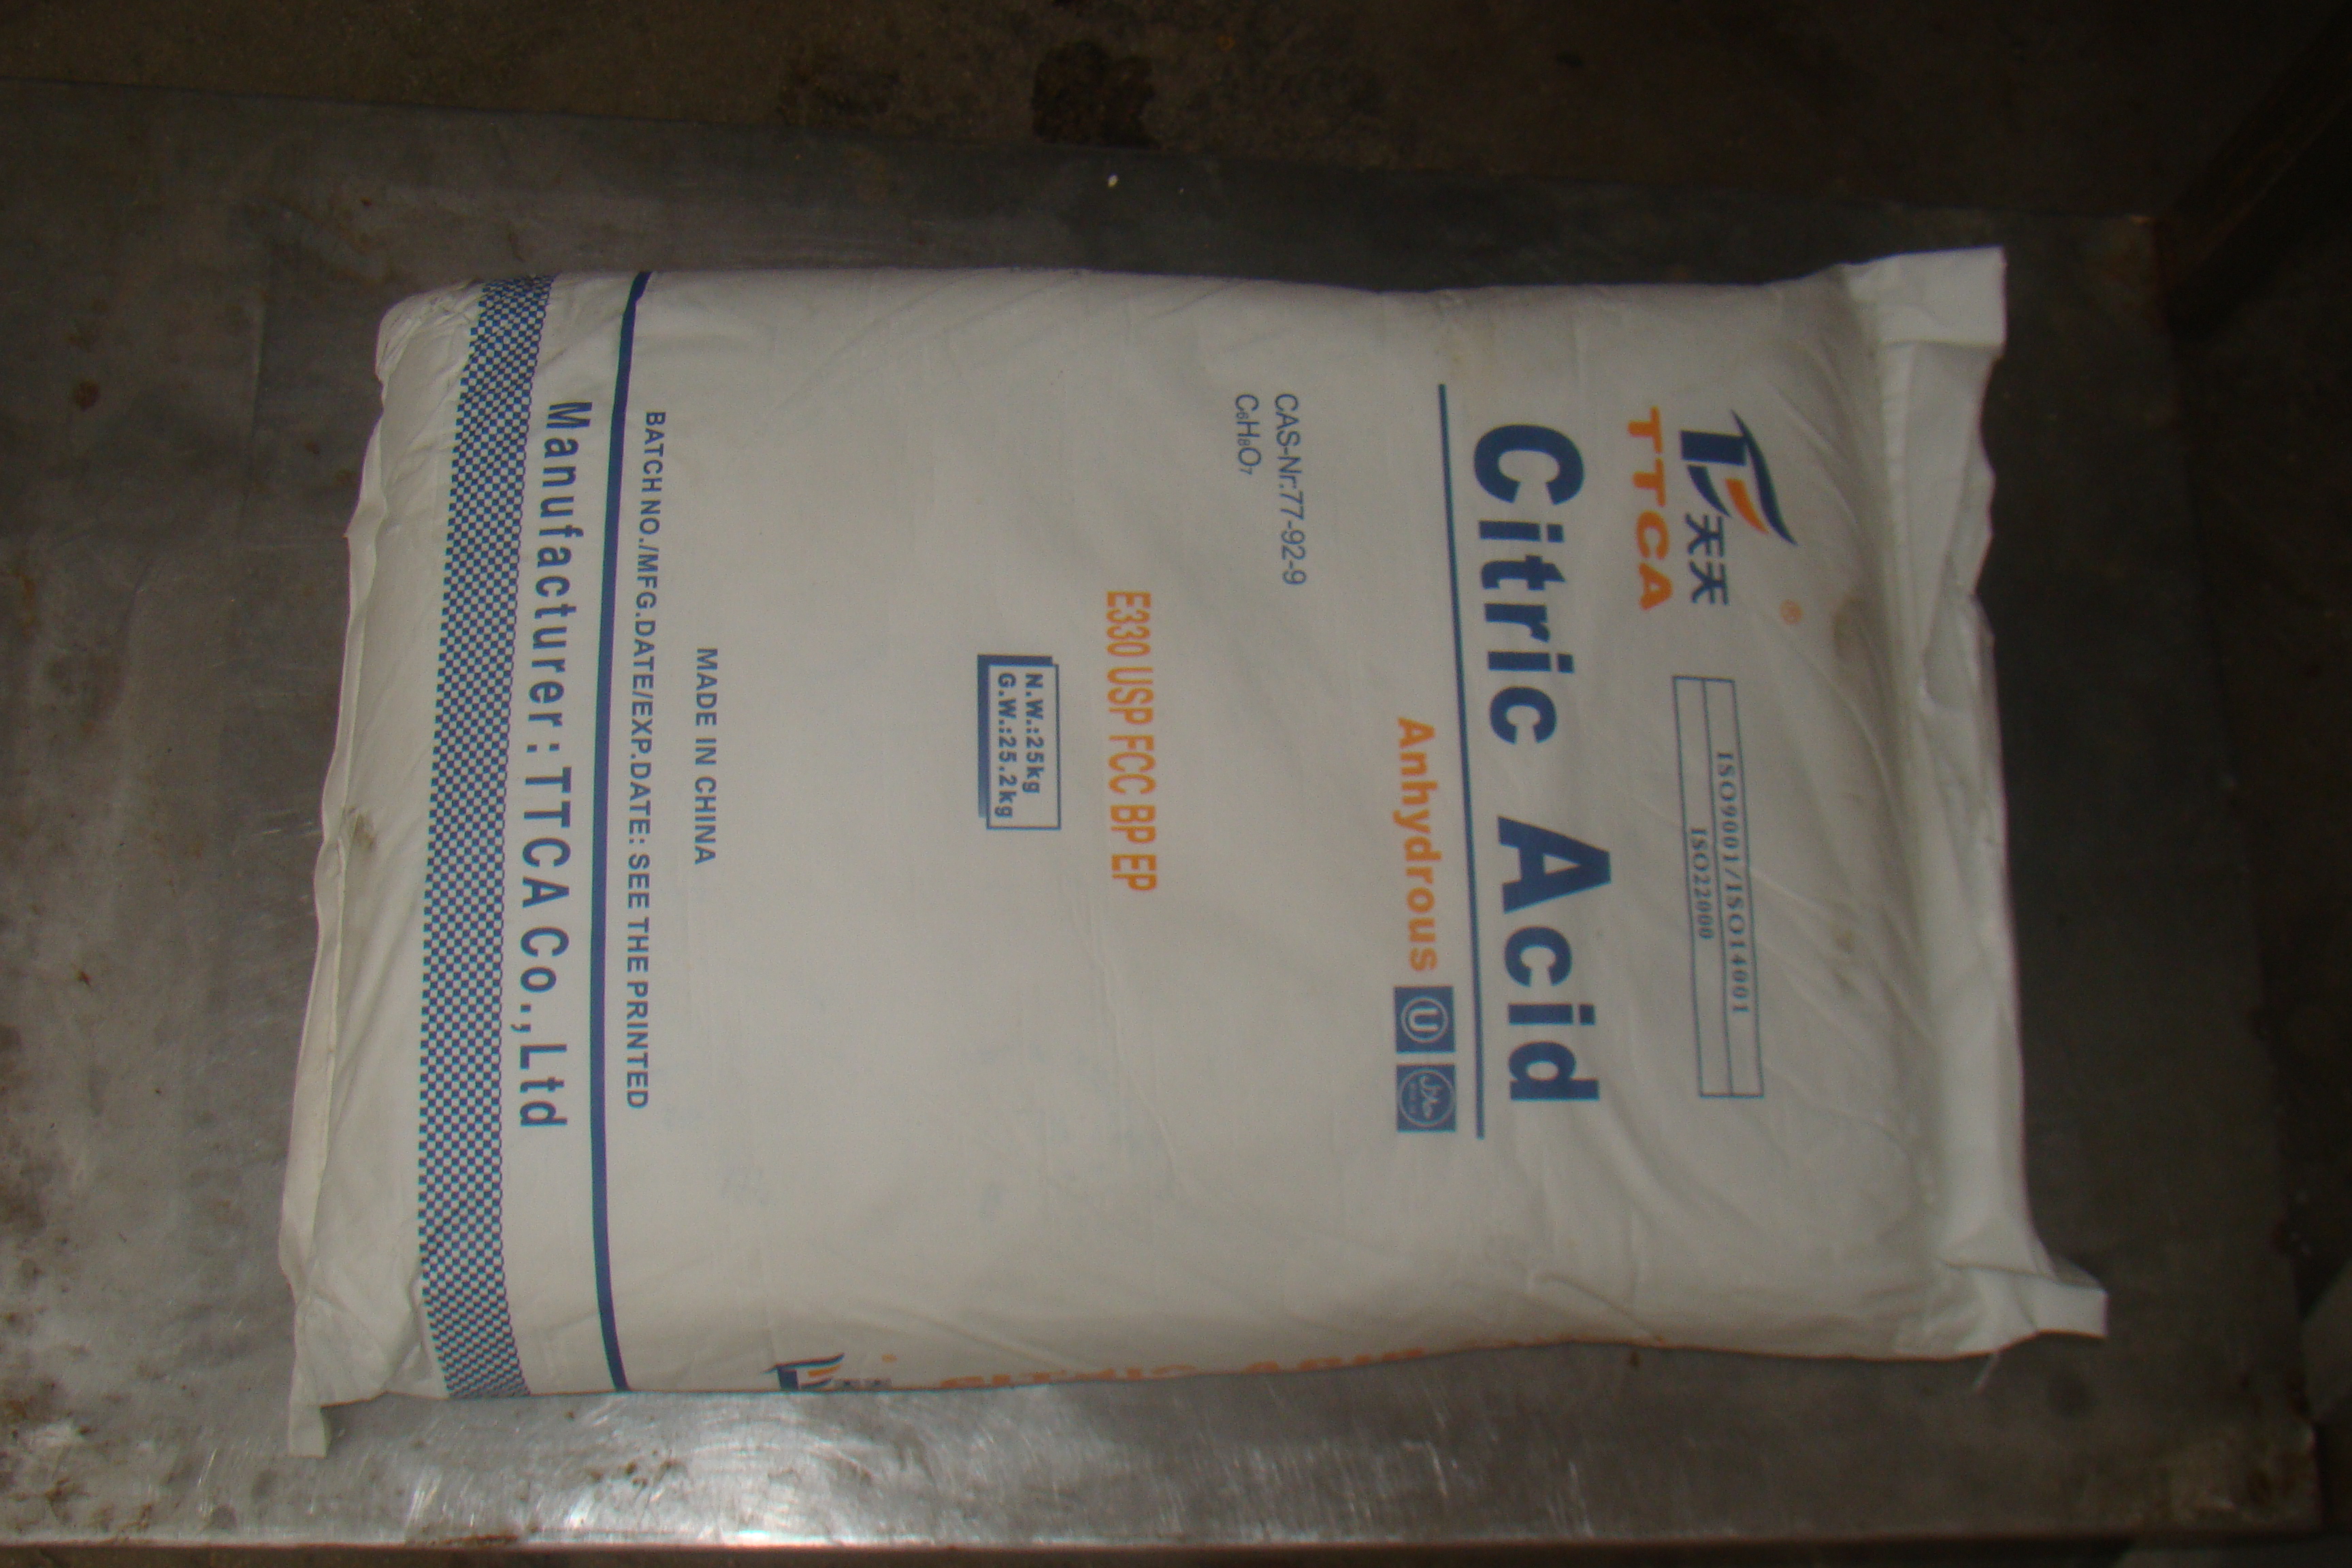 天天
®
TTCA
ISO9001/ISO14001
ISO22000
Citric Acid
Anhydrous
U
CAS-Nr:77-92-9
C₆H₈O₇
E330 USP FCC BP EP
N.W.:25kg
G.W.:25.2kg
MADE IN CHINA
BATCH NO./MFG.DATE/EXP.DATE: SEE THE PRINTED
Manufacturer: TTCA Co.,Ltd